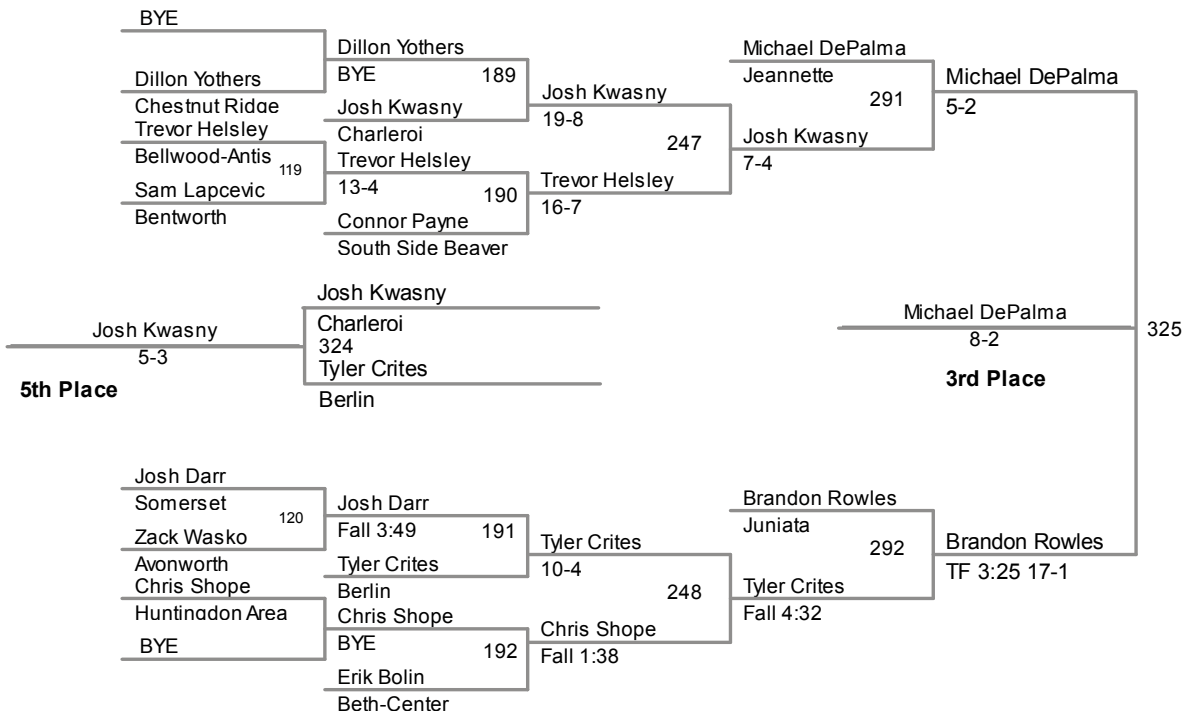 BYE
Dillon Yothers
Michael DePalma
Dillon Yothers
BYE
189
Jeannette
Michael DePalma
Chestnut Ridge
Josh Kwasny
Josh Kwasny
291
5-2
Trevor Helsley
Charleroi
19-8
Josh Kwasny
Bellwood-Antis
119
Trevor Helsley
247
7-4
Sam Lapcevic
13-4
190
Trevor Helsley
Bentworth
Connor Payne
16-7
South Side Beaver
Josh Kwasny
Josh Kwasny
Charleroi
Michael DePalma
325
5-3
324
8-2
5th Place
Tyler Crites
3rd Place
Berlin
Josh Darr
Somerset
120
Josh Darr
Brandon Rowles
Zack Wasko
Fall 3:49
191
Tyler Crites
Juniata
Avonworth
Tyler Crites
10-4
292
Brandon Rowles
Chris Shope
Berlin
248
Tyler Crites
TF 3:25 17-1
Huntingdon Area
Chris Shope
Chris Shope
Fall 4:32
BYE
BYE
192
Fall 1:38
Erik Bolin
Beth-Center